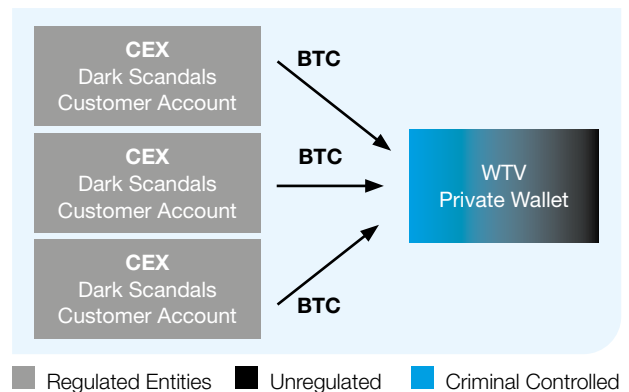 CEX
Dark Scandals
Customer Account
BTC
CEX
Dark Scandals
Customer Account
BTC
WTV
Private Wallet
CEX
Dark Scandals
Customer Account
BTC
Regulated Entities
Unregulated
Criminal Controlled